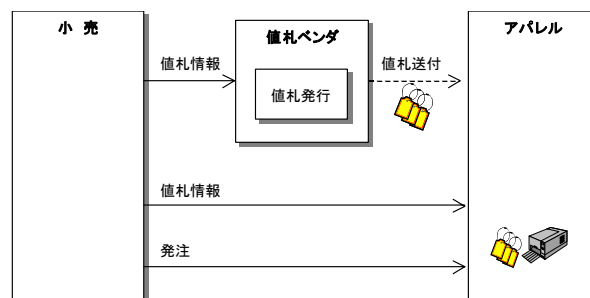 小 売
値札ベンダ
アパレル
値札情報
値札発行
値札送付
値札情報
発注